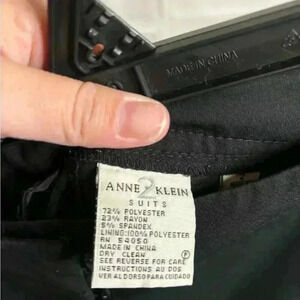 MADE IN CHINA
ANNE 2 KLEIN
SUITS
72% POLYESTER
23% RAYON
5% SPANDEX
LINING:100% POLYESTER
RN 54050
MADE IN CHINA
DRY CLEAN P
SEE REVERSE FOR CARE
INSTRUCTIONS AU DOS
VER AL DORSO PARA CUIDADO